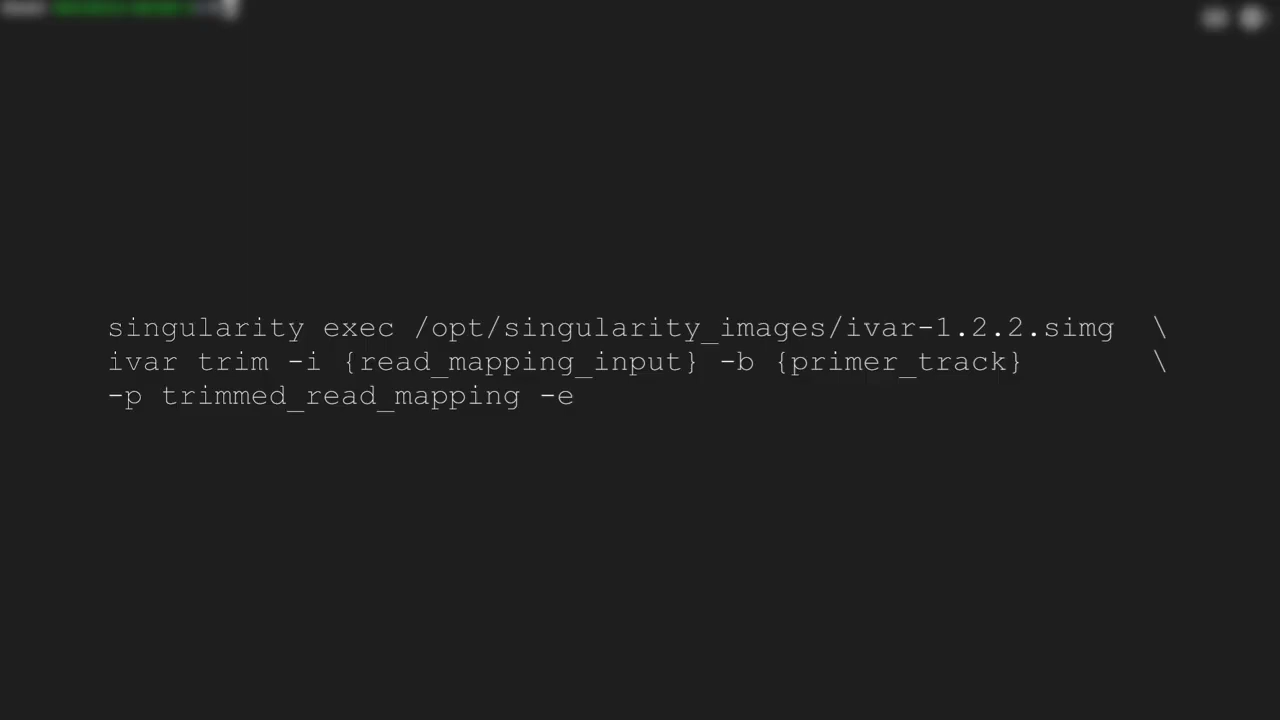 singularity exec /opt/singularity_images/ivar-1.2.2.simg \
ivar trim -i {read_mapping_input} -b {primer_track} \
-p trimmed_read_mapping -e